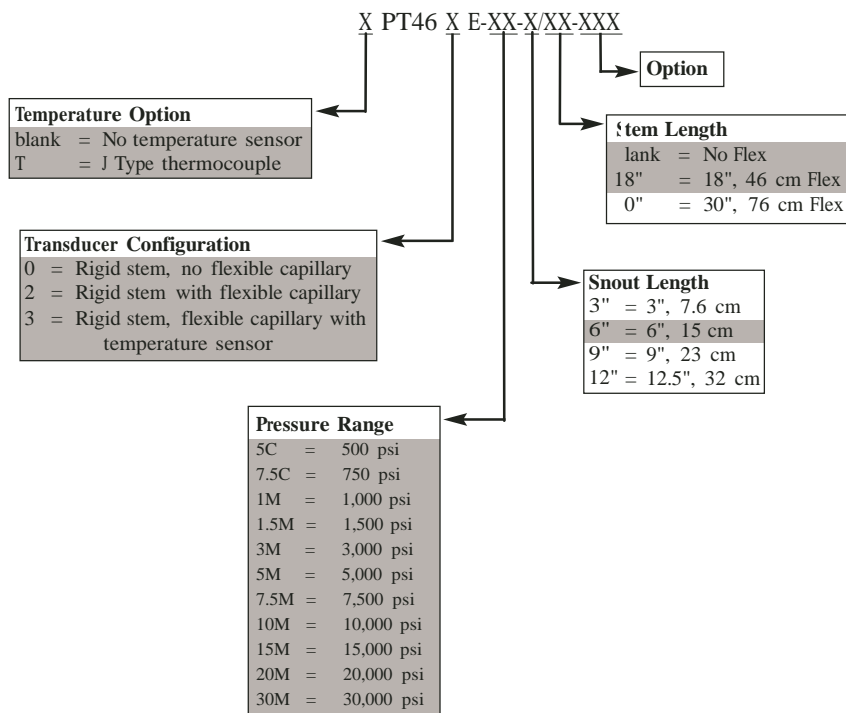 X PT46 X E-XX-X/XX-XXX
Option
Temperature Option
blank = No temperature sensor
T = J Type thermocouple
Stem Length
lank = No Flex
18" = 18", 46 cm Flex
0" = 30", 76 cm Flex
Transducer Configuration
0 = Rigid stem, no flexible capillary
2 = Rigid stem with flexible capillary
3 = Rigid stem, flexible capillary with
temperature sensor
Snout Length
3" = 3", 7.6 cm
6" = 6", 15 cm
9" = 9", 23 cm
12" = 12.5", 32 cm
Pressure Range
5C = 500 psi
7.5C = 750 psi
1M = 1,000 psi
1.5M = 1,500 psi
3M = 3,000 psi
5M = 5,000 psi
7.5M = 7,500 psi
10M = 10,000 psi
15M = 15,000 psi
20M = 20,000 psi
30M = 30,000 psi